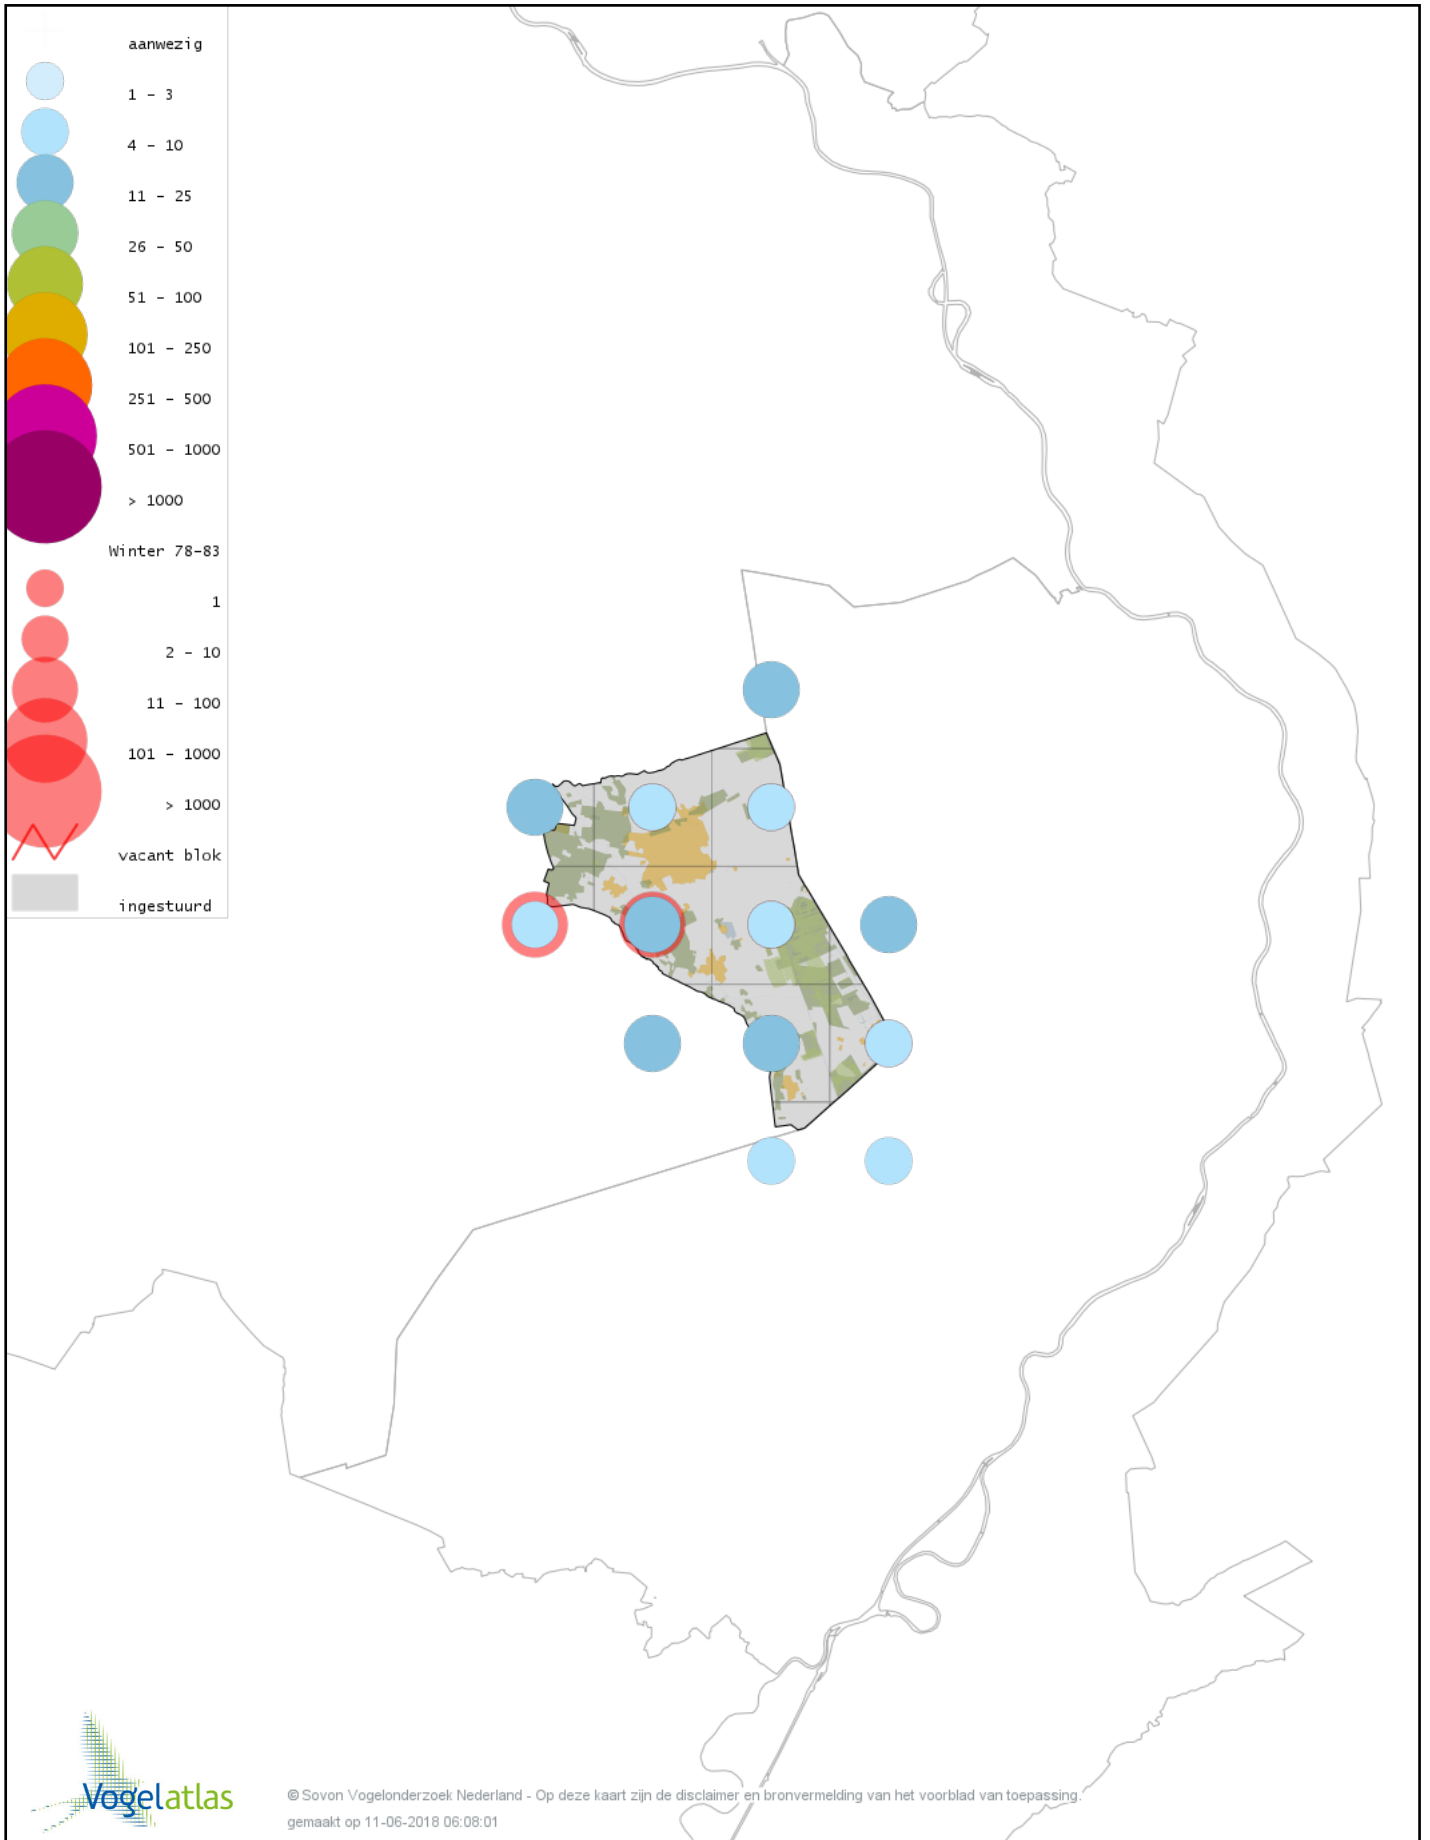 aanwezig
1 - 3
4 - 10
11 - 25
26 - 50
51 - 100
101 - 250
251 - 500
501 - 1000
> 1000
Winter 78-83
1
2 - 10
11 - 100
101 - 1000
> 1000
vacant blok
ingestuurd
Vogelatlas
© Sovon Vogelonderzoek Nederland - Op deze kaart zijn de disclaimer en bronvermelding van het voorblad van toepassing.
gemaakt op 11-06-2018 06:08:01